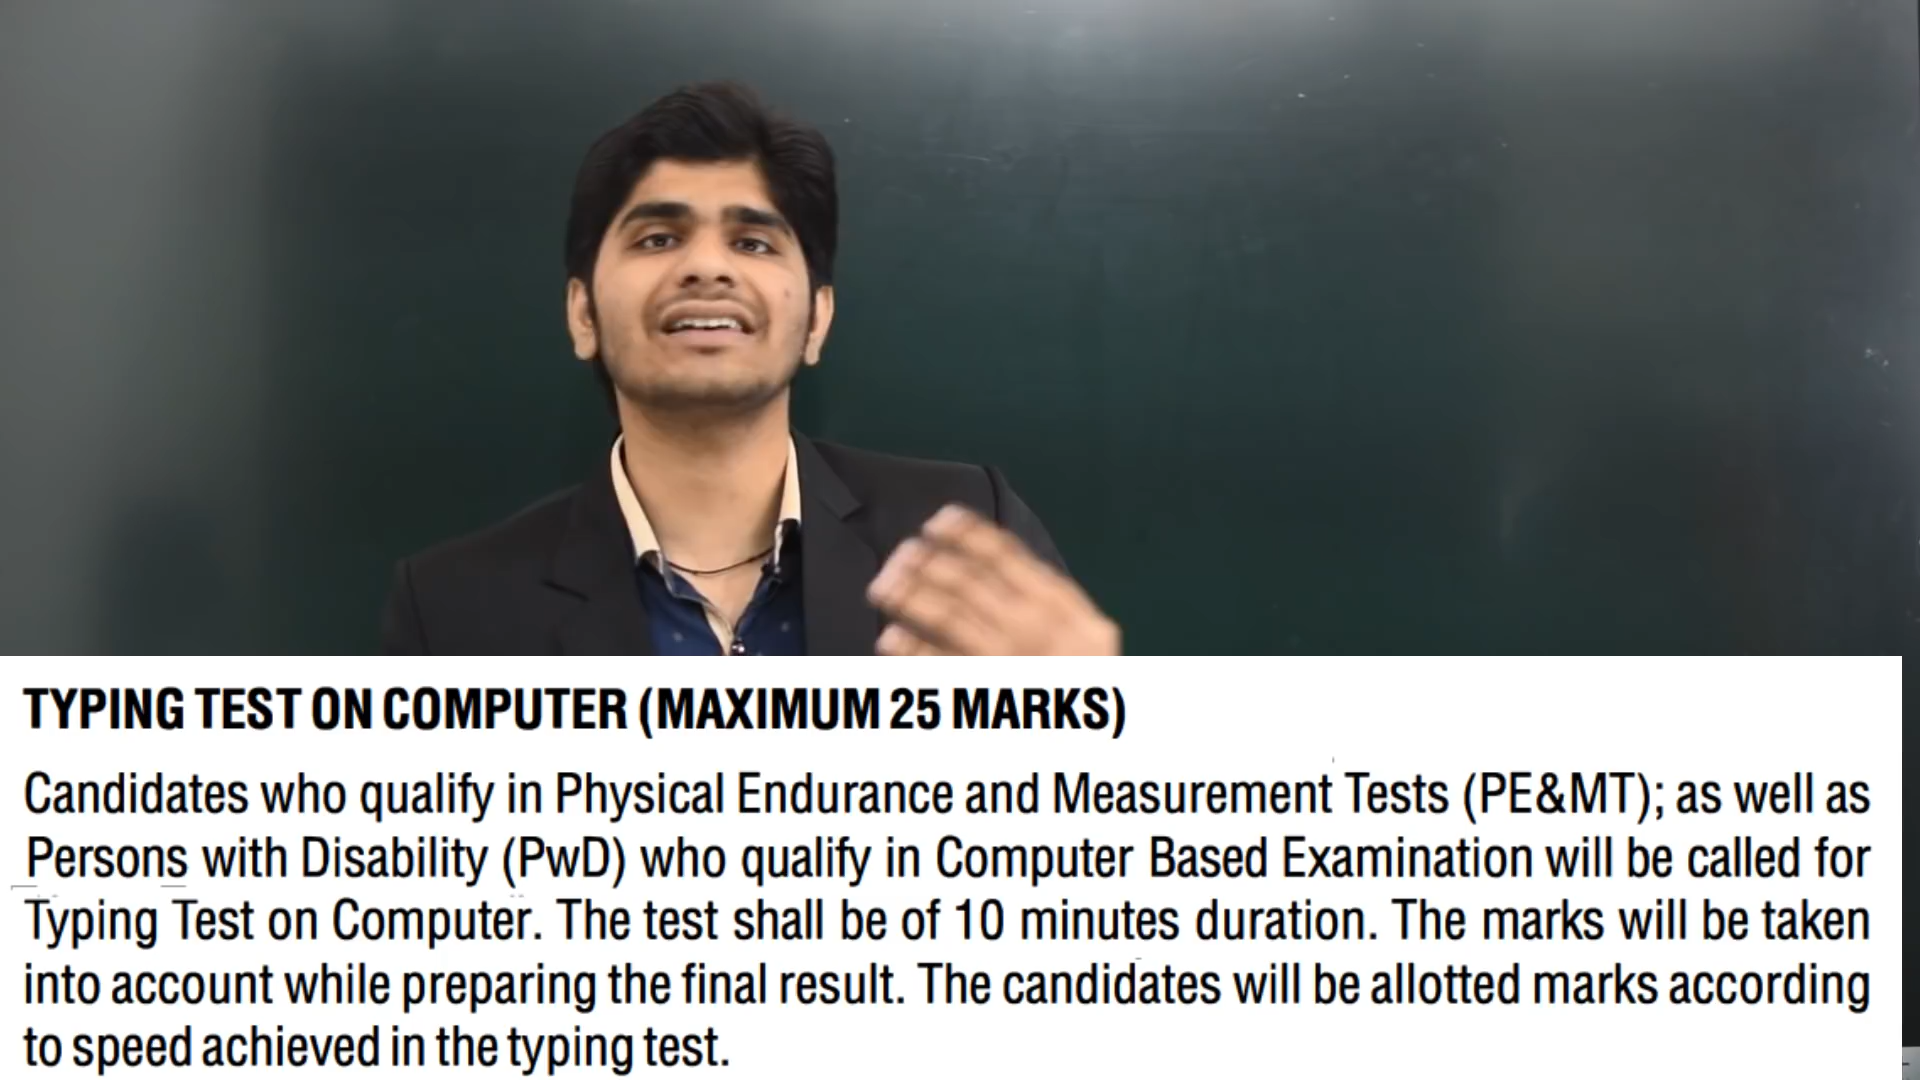 TYPING TEST ON COMPUTER (MAXIMUM 25 MARKS)
Candidates who qualify in Physical Endurance and Measurement Tests (PE&MT); as well as
Persons with Disability (PwD) who qualify in Computer Based Examination will be called for
Typing Test on Computer. The test shall be of 10 minutes duration. The marks will be taken
into account while preparing the final result. The candidates will be allotted marks according
to speed achieved in the typing test.